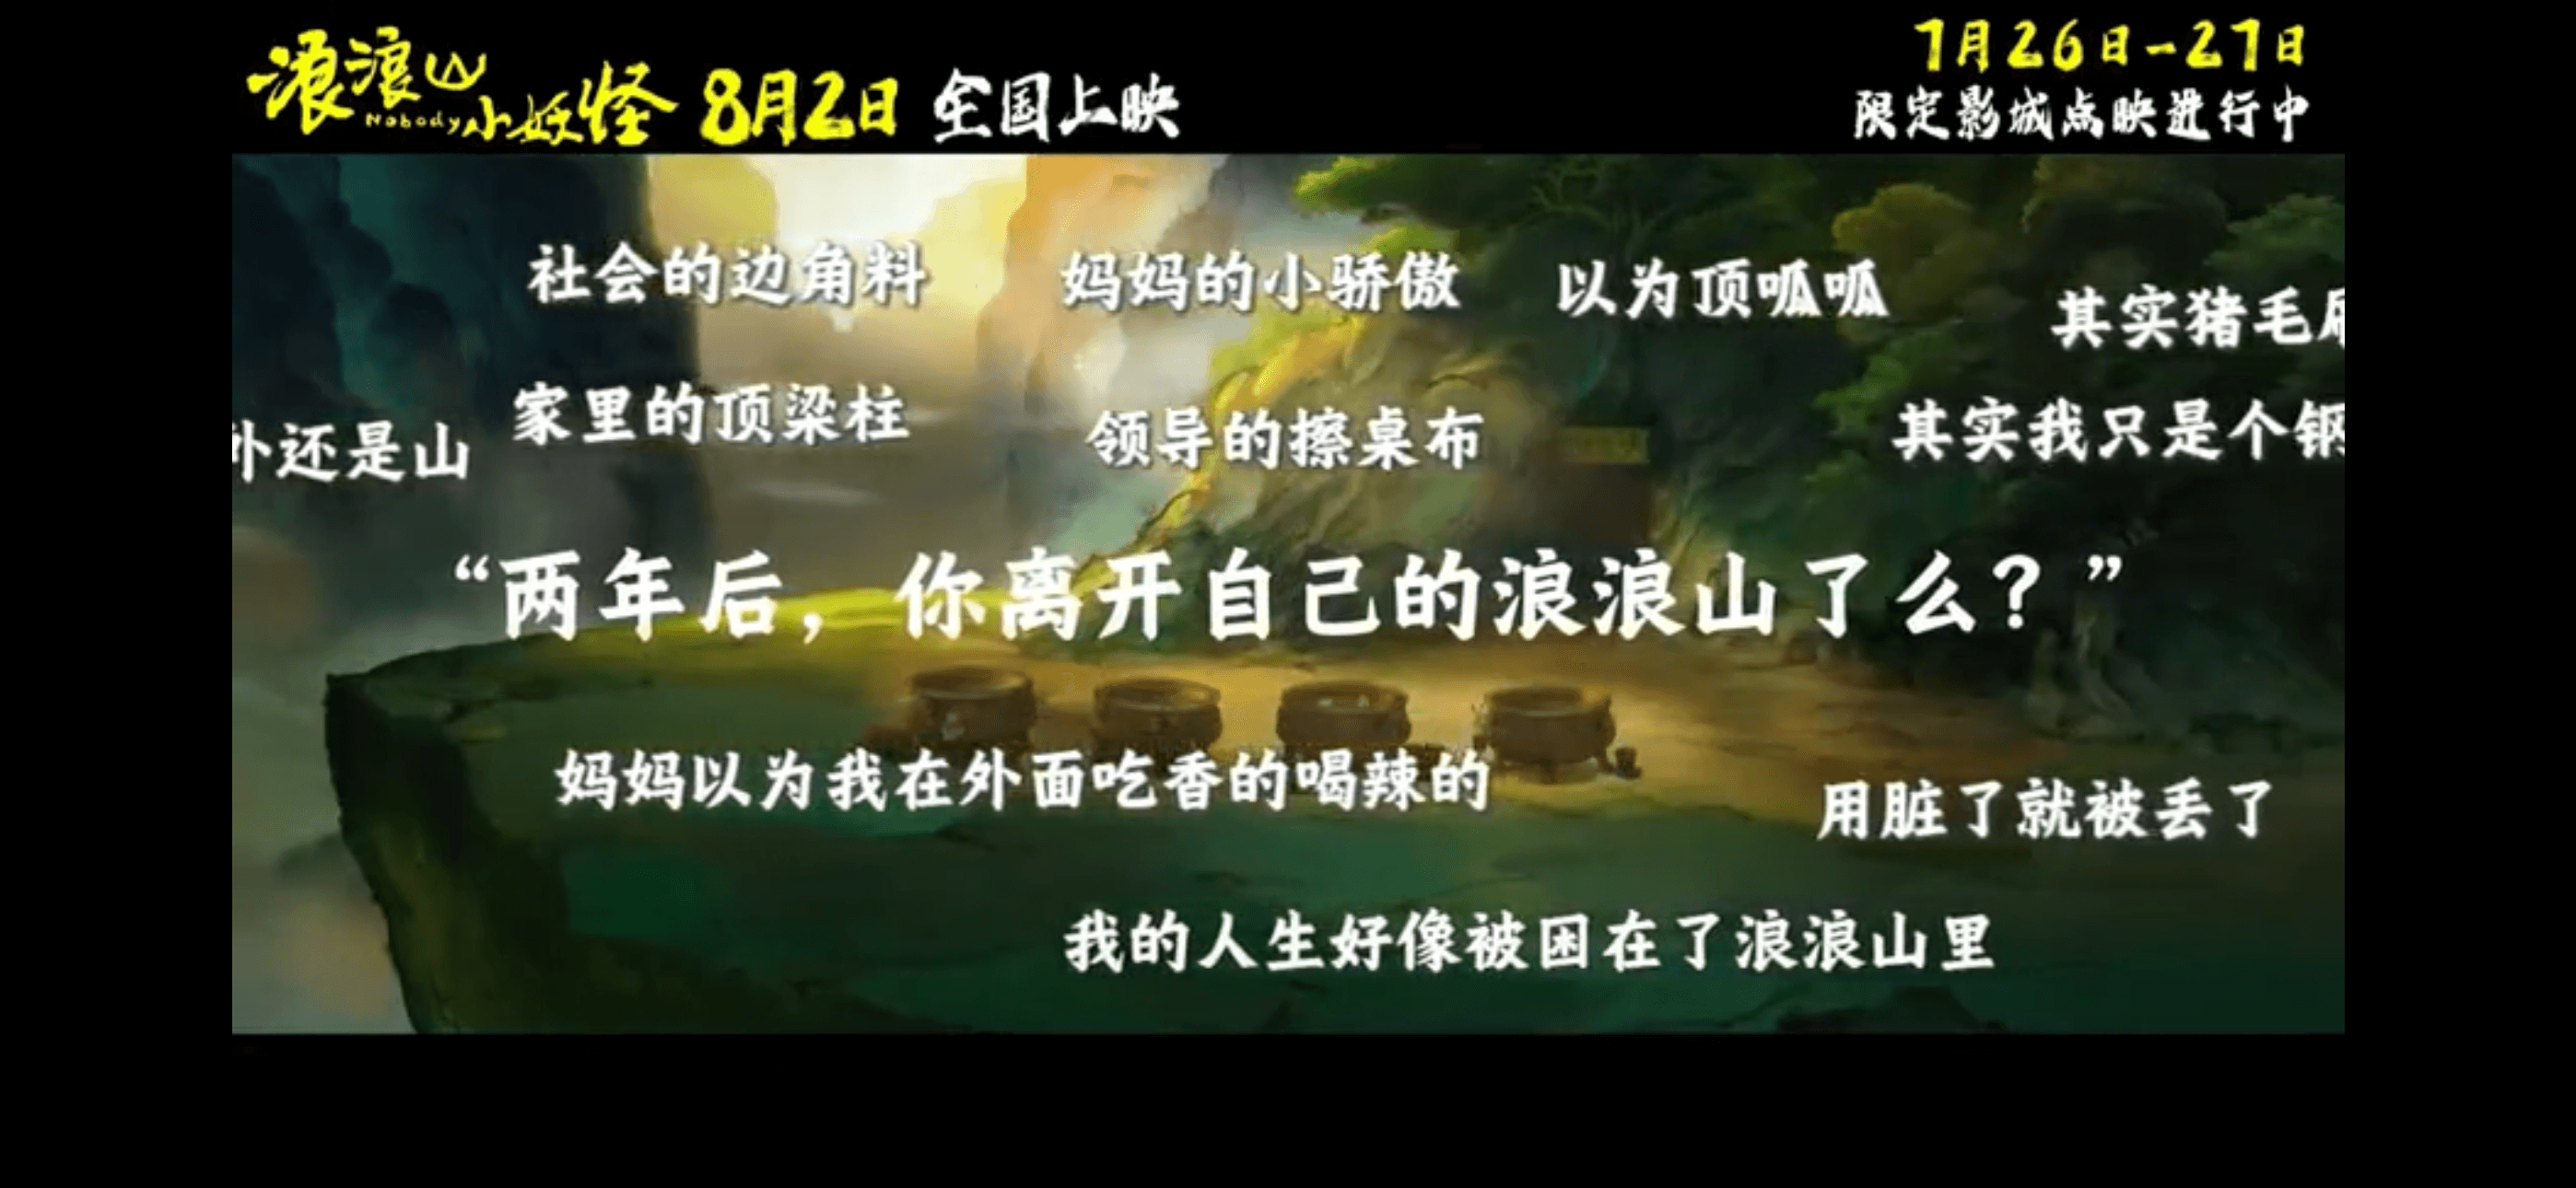 浪浪山
Nobody 小妖怪
8月2日 全国上映
7月26日-27日
限定影城点映进行中
社会的边角料
妈妈的小骄傲
以为顶呱呱
其实猪毛刷
家里的顶梁柱
领导的擦桌布
其实我只是个钢
外还是山
“两年后，你离开自己的浪浪山了么？”
妈妈以为我在外面吃香的喝辣的
用脏了就被丢了
我的人生好像被困在了浪浪山里